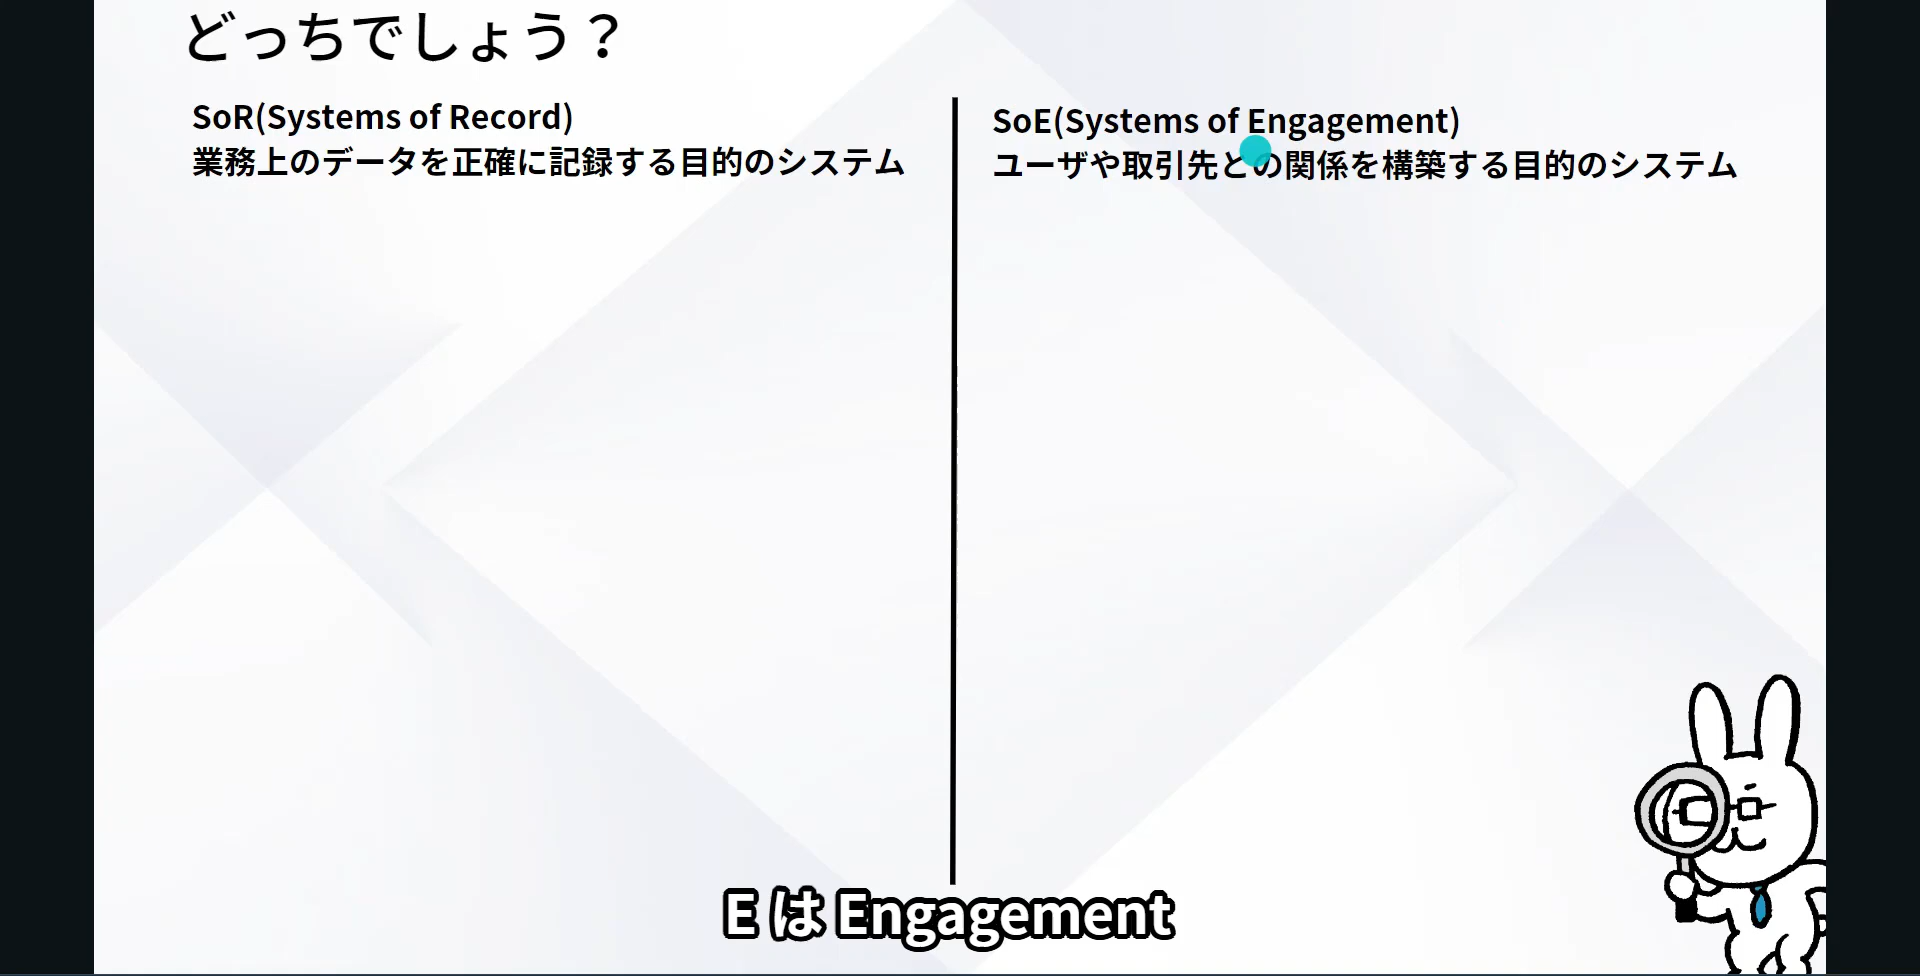 どっちでしょう？
SoR(Systems of Record)
業務上のデータを正確に記録する目的のシステム
SoE(Systems of Engagement)
ユーザや取引先との関係を構築する目的のシステム
E は Engagement